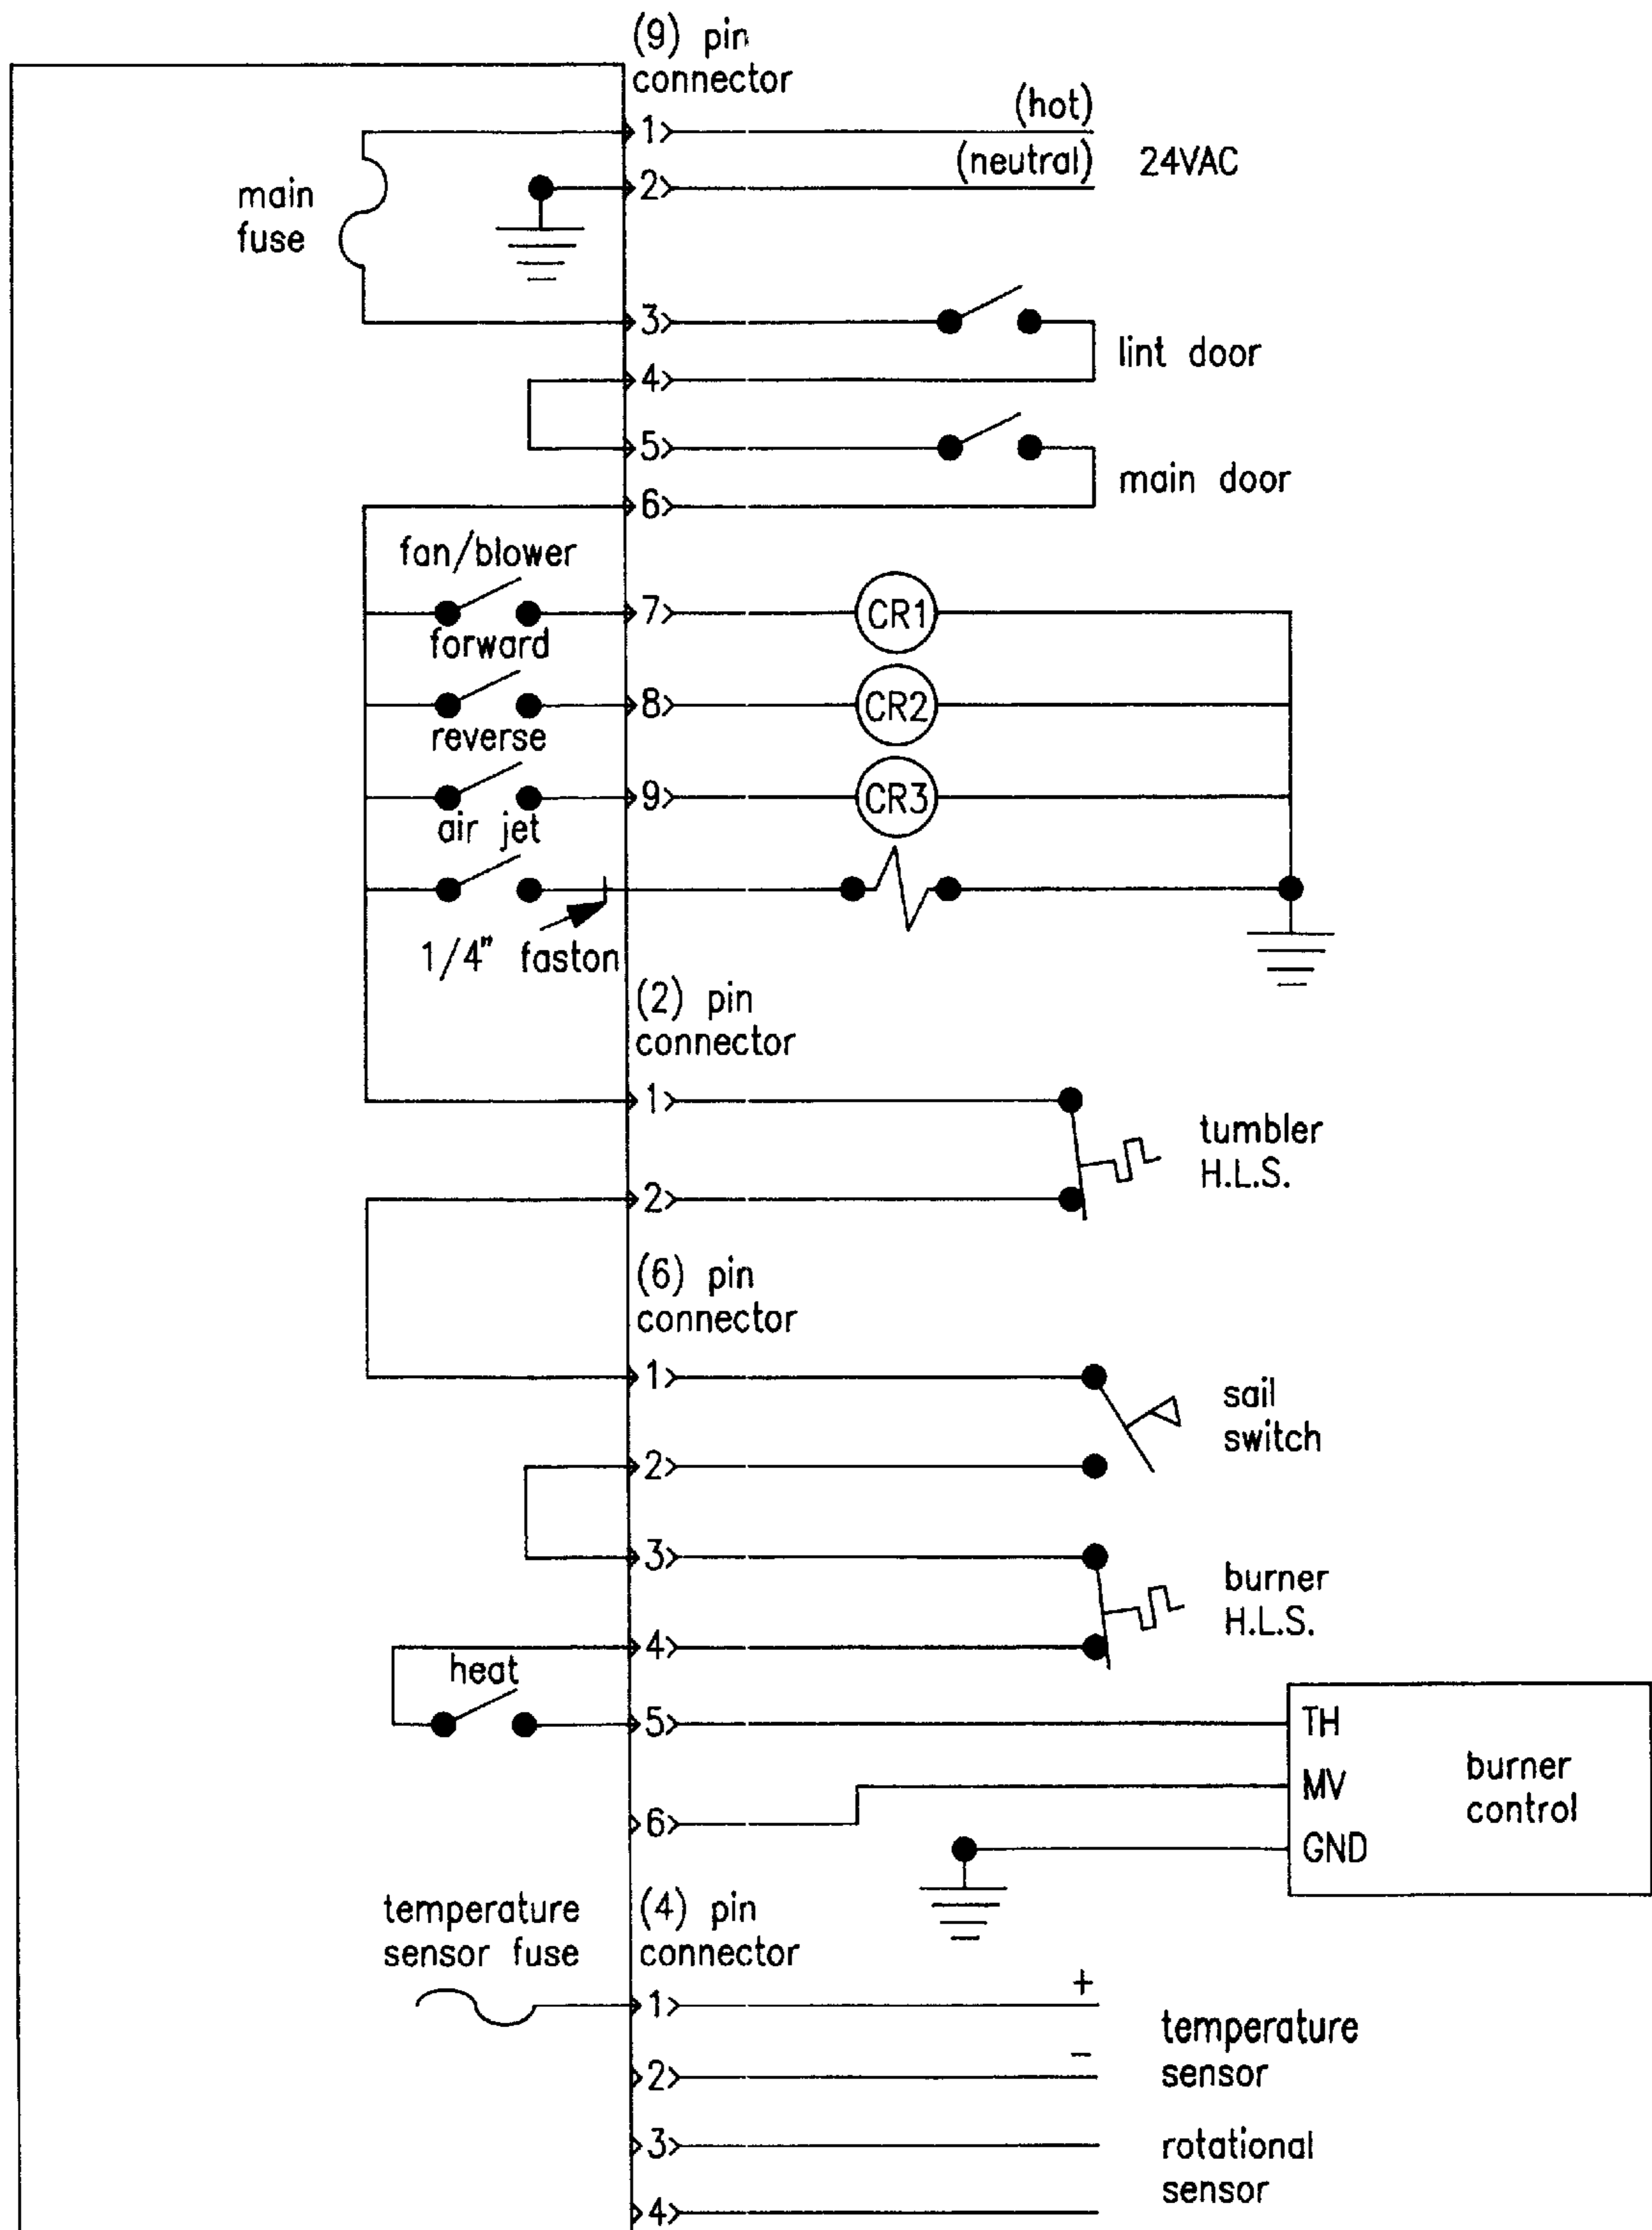 (9) pin
connector
1
(hot)
2
(neutral)
24VAC
main
fuse
3
lint door
4
5
main door
6
fan/blower
7
CR1
forward
8
CR2
reverse
9
CR3
air jet
1/4" faston
(2) pin
connector
1
tumbler
H.L.S.
2
(6) pin
connector
1
sail
switch
2
3
burner
H.L.S.
4
heat
5
TH
burner
control
MV
6
GND
temperature
sensor fuse
(4) pin
connector
1
+
temperature
sensor
2
−
3
rotational
sensor
4